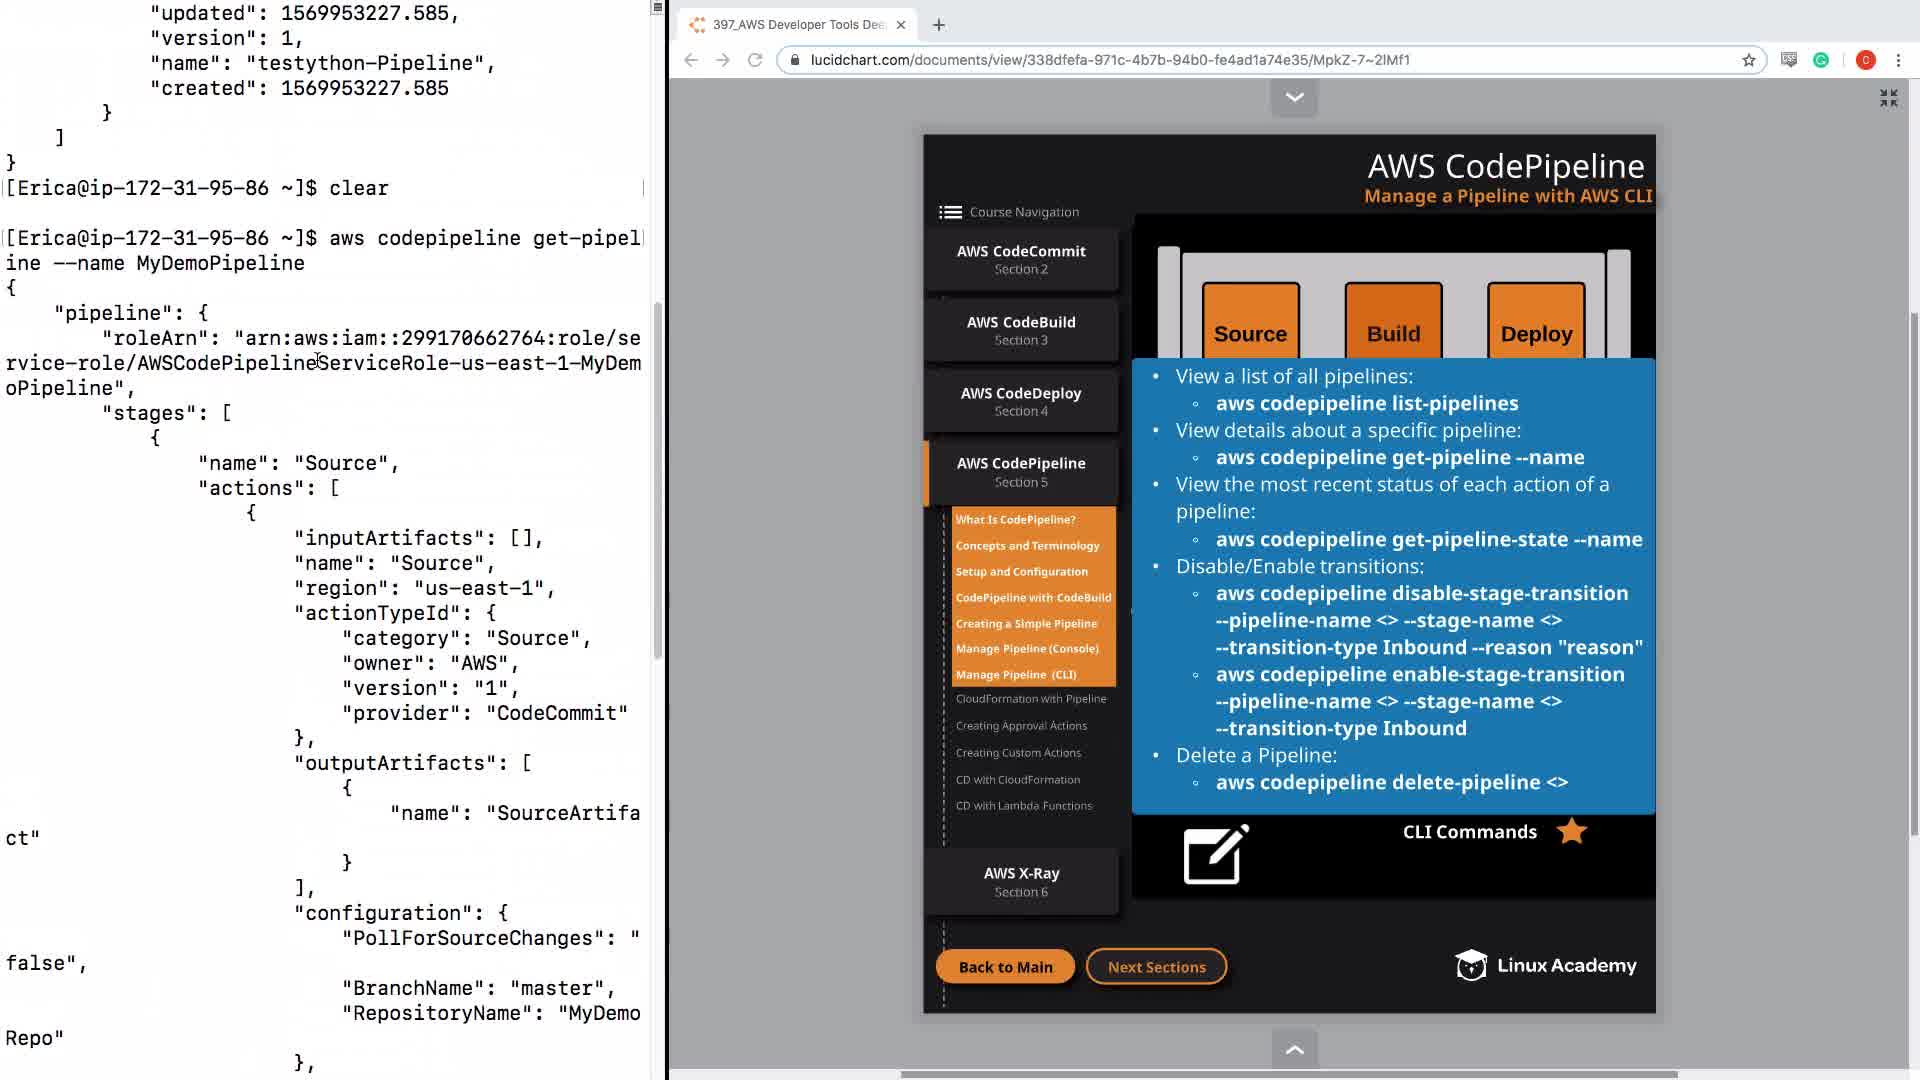 "updated": 1569953227.585,
"version": 1,
"name": "testython-Pipeline",
"created": 1569953227.585
}
]
}
[Erica@ip-172-31-95-86 ~]$ clear
[Erica@ip-172-31-95-86 ~]$ aws codepipeline get-pipel
ine --name MyDemoPipeline
{
"pipeline": {
"roleArn": "arn:aws:iam::299170662764:role/se
rvice-role/AWSCodePipelineServiceRole-us-east-1-MyDem
oPipeline",
"stages": [
{
"name": "Source",
"actions": [
{
"inputArtifacts": [],
"name": "Source",
"region": "us-east-1",
"actionTypeId": {
"category": "Source",
"owner": "AWS",
"version": "1",
"provider": "CodeCommit"
},
"outputArtifacts": [
{
"name": "SourceArtifa
ct"
}
],
"configuration": {
"PollForSourceChanges": "
false",
"BranchName": "master",
"RepositoryName": "MyDemo
Repo"
},
397_AWS Developer Tools Dee
lucidchart.com/documents/view/338dfefa-971c-4b7b-94b0-fe4ad1a74e35/MpkZ-7~2lMf1
C
AWS CodePipeline
Manage a Pipeline with AWS CLI
Course Navigation
AWS CodeCommit
Section 2
AWS CodeBuild
Section 3
AWS CodeDeploy
Section 4
AWS CodePipeline
Section 5
What Is CodePipeline?
Concepts and Terminology
Setup and Configuration
CodePipeline with CodeBuild
Creating a Simple Pipeline
Manage Pipeline (Console)
Manage Pipeline (CLI)
CloudFormation with Pipeline
Creating Approval Actions
Creating Custom Actions
CD with CloudFormation
CD with Lambda Functions
AWS X-Ray
Section 6
Back to Main
Next Sections
Source
Build
Deploy
• View a list of all pipelines:
◦ aws codepipeline list-pipelines
• View details about a specific pipeline:
◦ aws codepipeline get-pipeline --name
• View the most recent status of each action of a
pipeline:
◦ aws codepipeline get-pipeline-state --name
• Disable/Enable transitions:
◦ aws codepipeline disable-stage-transition
--pipeline-name <> --stage-name <>
--transition-type Inbound --reason "reason"
◦ aws codepipeline enable-stage-transition
--pipeline-name <> --stage-name <>
--transition-type Inbound
• Delete a Pipeline:
◦ aws codepipeline delete-pipeline <>
CLI Commands
Linux Academy